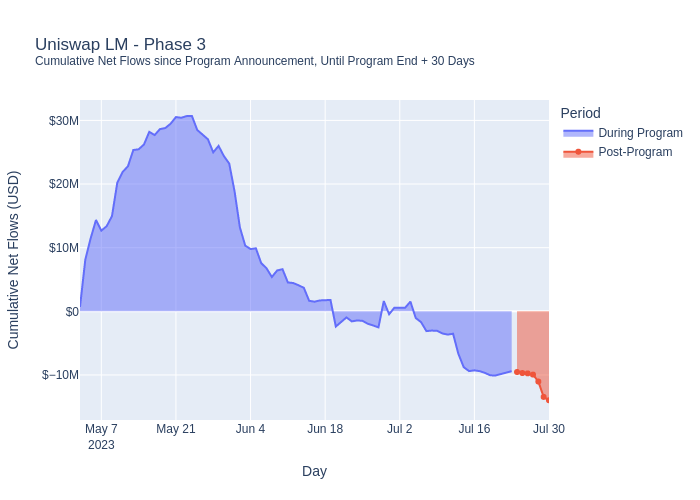 Uniswap LM - Phase 3
Cumulative Net Flows since Program Announcement, Until Program End + 30 Days
Period
During Program
Post-Program
Cumulative Net Flows (USD)
$30M
$20M
$10M
$0
$−10M
May 7
2023
May 21
Jun 4
Jun 18
Jul 2
Jul 16
Jul 30
Day